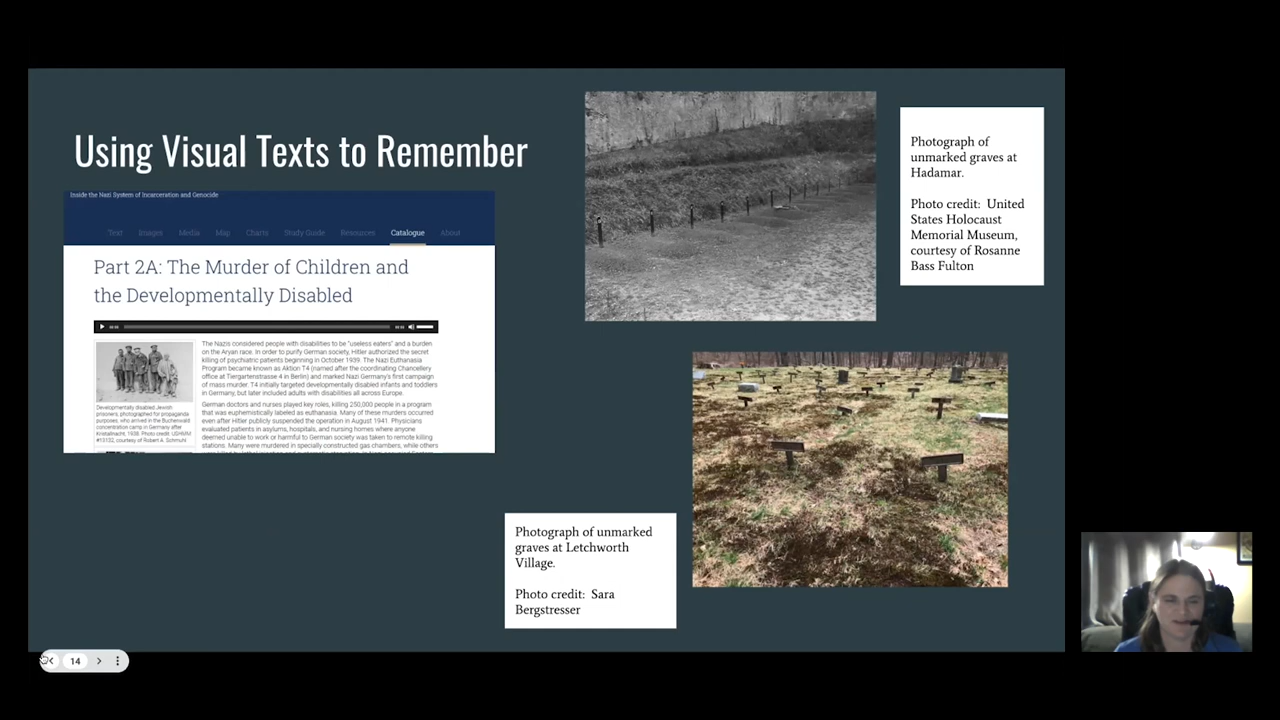 Using Visual Texts to Remember
Inside the Nazi System of Incarceration and Genocide
Text Images Media Map Charts Study Guide Resources Catalogue About
Part 2A: The Murder of Children and
the Developmentally Disabled
The Nazis considered people with disabilities to be "useless eaters" and a burden
on the Aryan race. In order to purify German society, Hitler authorized the secret
killing of psychiatric patients beginning in October 1939. The Nazi Euthanasia
Program became known as Aktion T4 (named after the coordinating Chancellery
office at Tiergartenstrasse 4 in Berlin) and marked Nazi Germany's first campaign
of mass murder. T4 initially targeted developmentally disabled infants and toddlers
in Germany, but later included adults with disabilities all across Europe.
German doctors and nurses played key roles, killing 250,000 people in a program
that was euphemistically labeled as euthanasia. Many of these murders occurred
even after Hitler publicly suspended the operation in August 1941. Physicians
evaluated patients in asylums, hospitals, and nursing homes where anyone
deemed unable to work or harmful to German society was taken to remote killing
stations. Many were murdered in specially constructed gas chambers, while others
Developmentally disabled Jewish
prisoners, photographed for propaganda
purposes, who arrived in the Buchenwald
concentration camp in Germany after
Kristallnacht, 1938. Photo credit: USHMM
#13132, courtesy of Robert A.
Photograph of
unmarked graves at
Hadamar.
Photo credit: United
States Holocaust
Memorial Museum,
courtesy of Rosanne
Bass Fulton
Photograph of unmarked
graves at Letchworth
Village.
Photo credit: Sara
Bergstresser
14